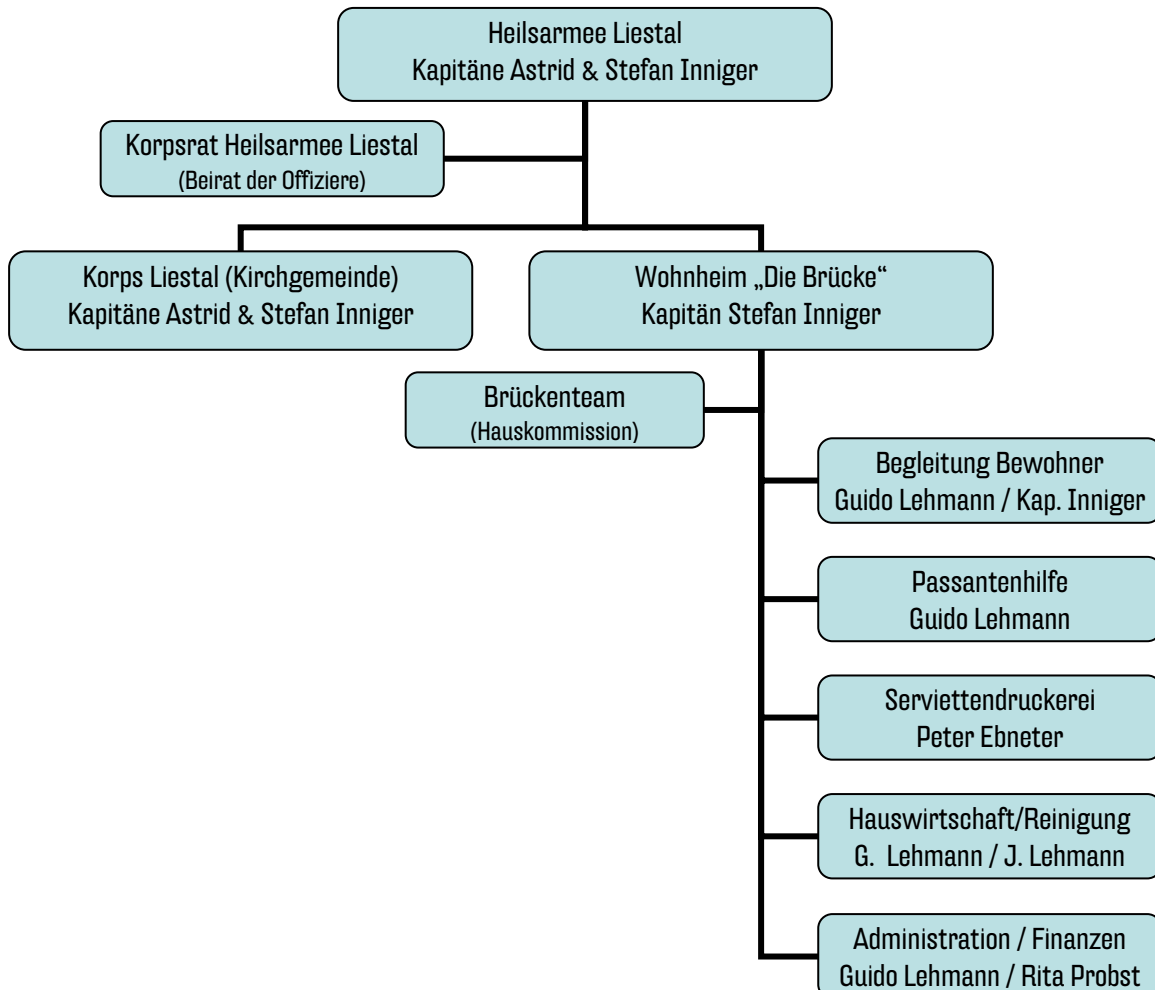 Heilsarmee Liestal
Kapitäne Astrid & Stefan Inniger
Korpsrat Heilsarmee Liestal
(Beirat der Offiziere)
Korps Liestal (Kirchgemeinde)
Kapitäne Astrid & Stefan Inniger
Wohnheim „Die Brücke“
Kapitän Stefan Inniger
Brückenteam
(Hauskommission)
Begleitung Bewohner
Guido Lehmann / Kap. Inniger
Passantenhilfe
Guido Lehmann
Serviettendruckerei
Peter Ebneter
Hauswirtschaft/Reinigung
G. Lehmann / J. Lehmann
Administration / Finanzen
Guido Lehmann / Rita Probst